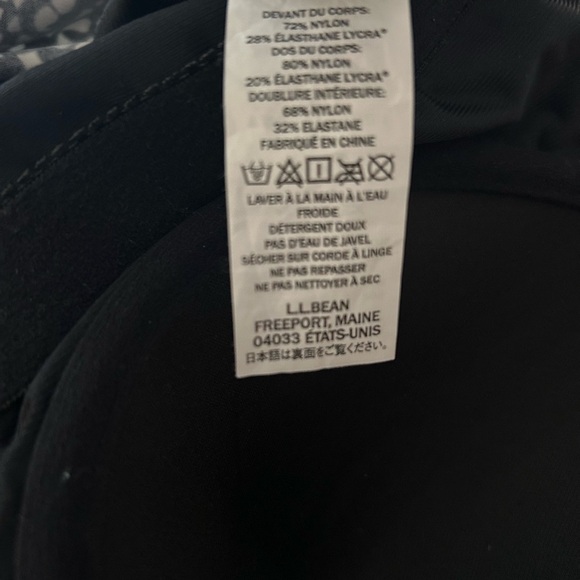 DEVANT DU CORPS:
72% NYLON
28% ÉLASTHANE LYCRA®
DOS DU CORPS:
80% NYLON
20% ÉLASTHANE LYCRA®
DOUBLURE INTÉRIEURE:
68% NYLON
32% ELASTANE
FABRIQUÉ EN CHINE
LAVER À LA MAIN À L'EAU
FROIDE
DÉTERGENT DOUX
PAS D'EAU DE JAVEL
SÉCHER SUR CORDE À LINGE
NE PAS REPASSER
NE PAS NETTOYER À SEC
L.L.BEAN
FREEPORT, MAINE
04033 ÉTATS-UNIS
日本語は裏面をご覧ください。